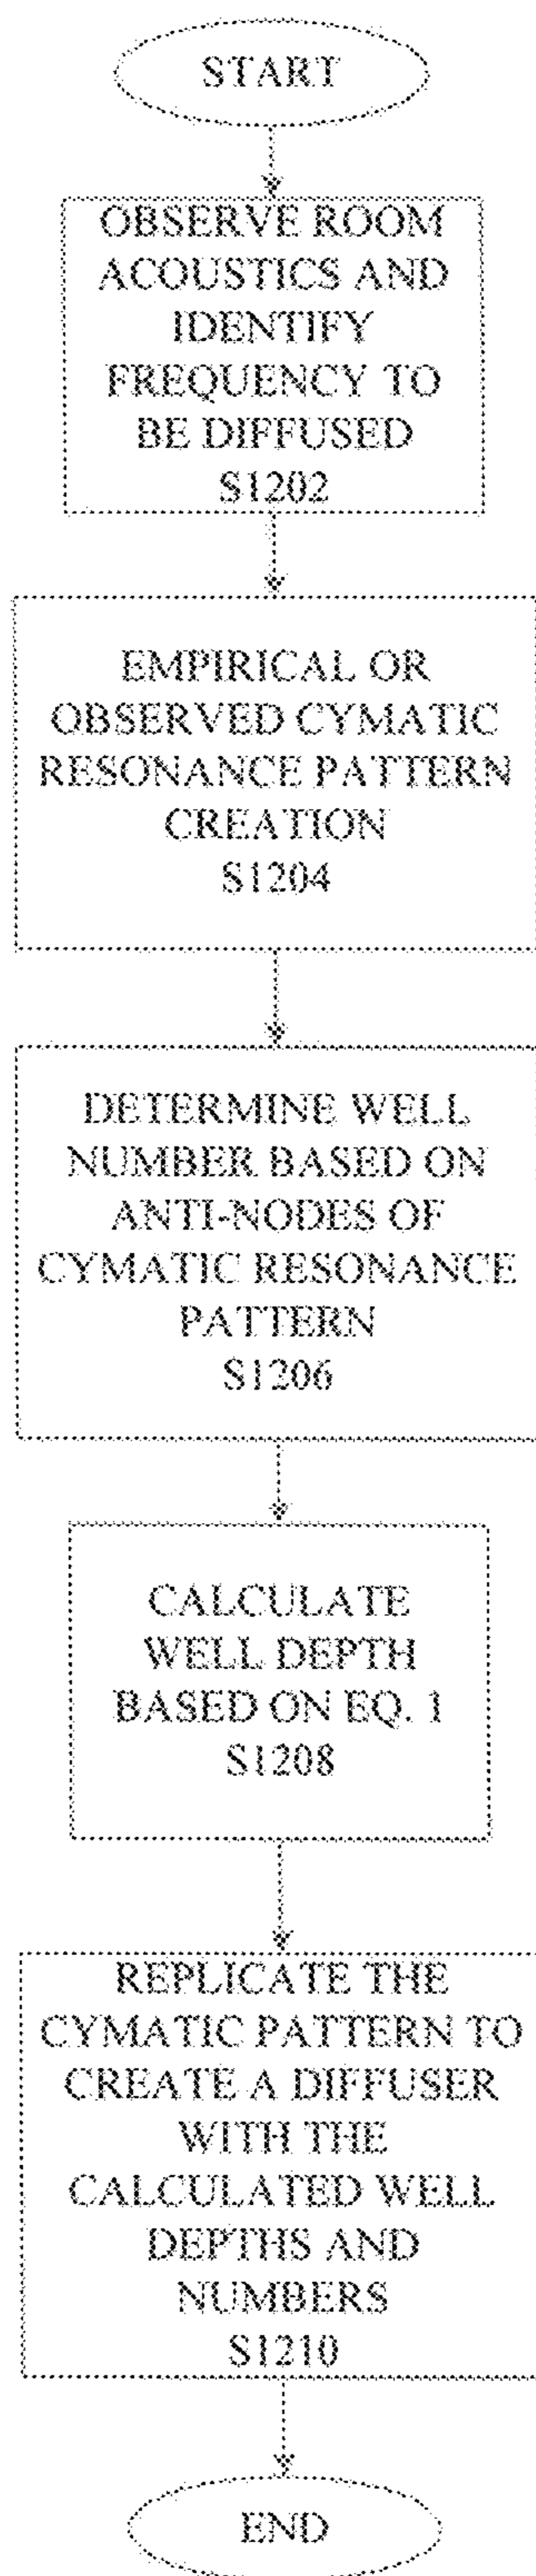 START
OBSERVE ROOM
ACOUSTICS AND
IDENTIFY
FREQUENCY TO
BE DIFFUSED
S1202
EMPIRICAL OR
OBSERVED CYMATIC
RESONANCE PATTERN
CREATION
S1204
DETERMINE WELL
NUMBER BASED ON
ANTI-NODES OF
CYMATIC RESONANCE
PATTERN
S1206
CALCULATE
WELL DEPTH
BASED ON EQ. 1
S1208
REPLICATE THE
CYMATIC PATTERN TO
CREATE A DIFFUSER
WITH THE
CALCULATED WELL
DEPTHS AND
NUMBERS
S1210
END